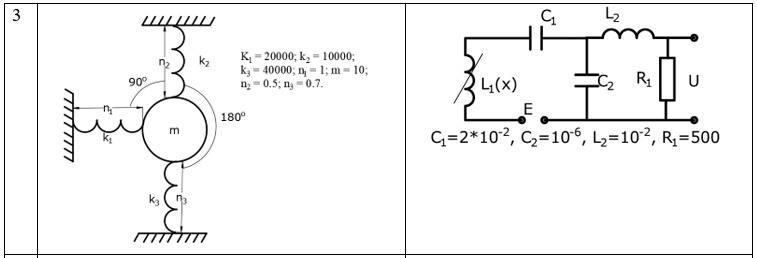 3
n₂
k₂
90⁰
n₁
k₁
m
180⁰
k₃
n₃
K₁ = 20000; k₂ = 10000;
k₃ = 40000; n₁ = 1; m = 10;
n₂ = 0.5; n₃ = 0.7.
C₁
L₂
L₁(x)
C₂
R₁
U
E
C₁=2*10⁻², C₂=10⁻⁶, L₂=10⁻², R₁=500